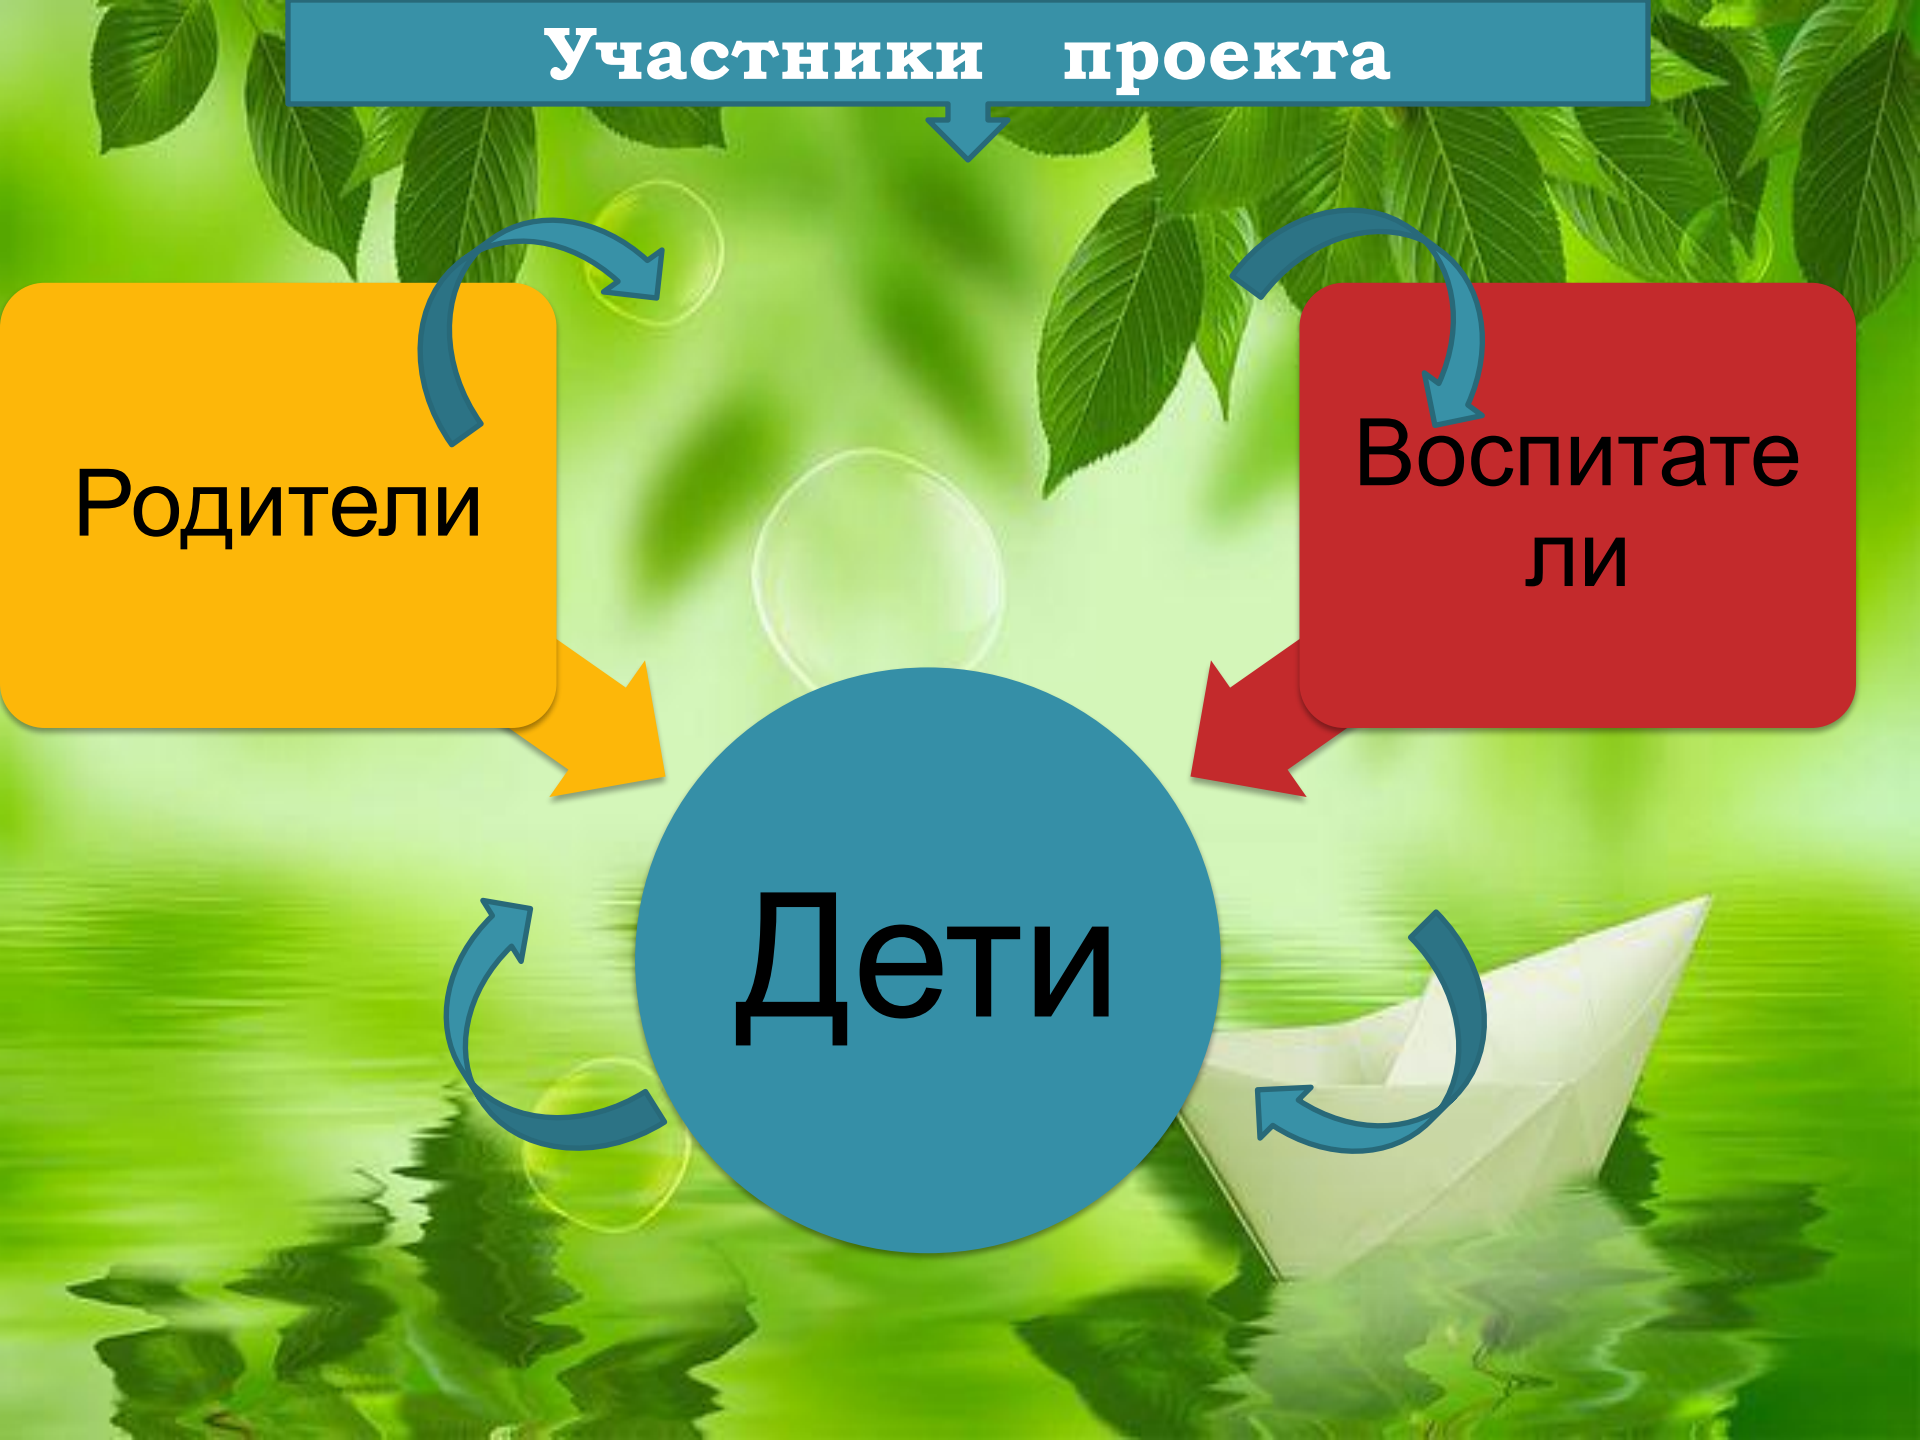 Участники проекта
Родители
Воспитате
ли
Дети